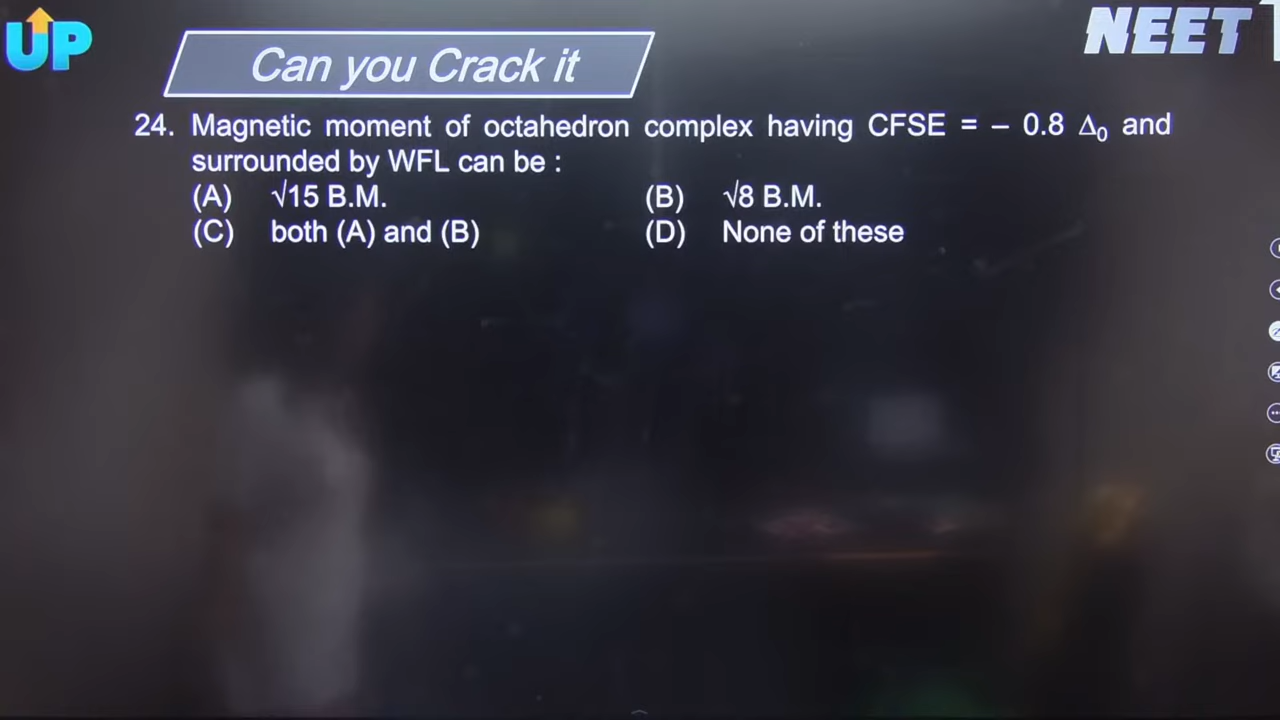 UP
NEET
Can you Crack it
24. Magnetic moment of octahedron complex having CFSE = – 0.8 Δ₀ and
surrounded by WFL can be :
(A) √15 B.M. (B) √8 B.M.
(C) both (A) and (B) (D) None of these